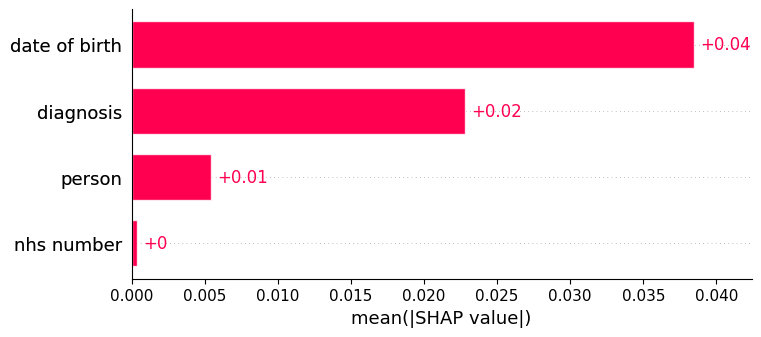 date of birth +0.04
diagnosis +0.02
person +0.01
nhs number +0
0.000 0.005 0.010 0.015 0.020 0.025 0.030 0.035 0.040
mean(|SHAP value|)